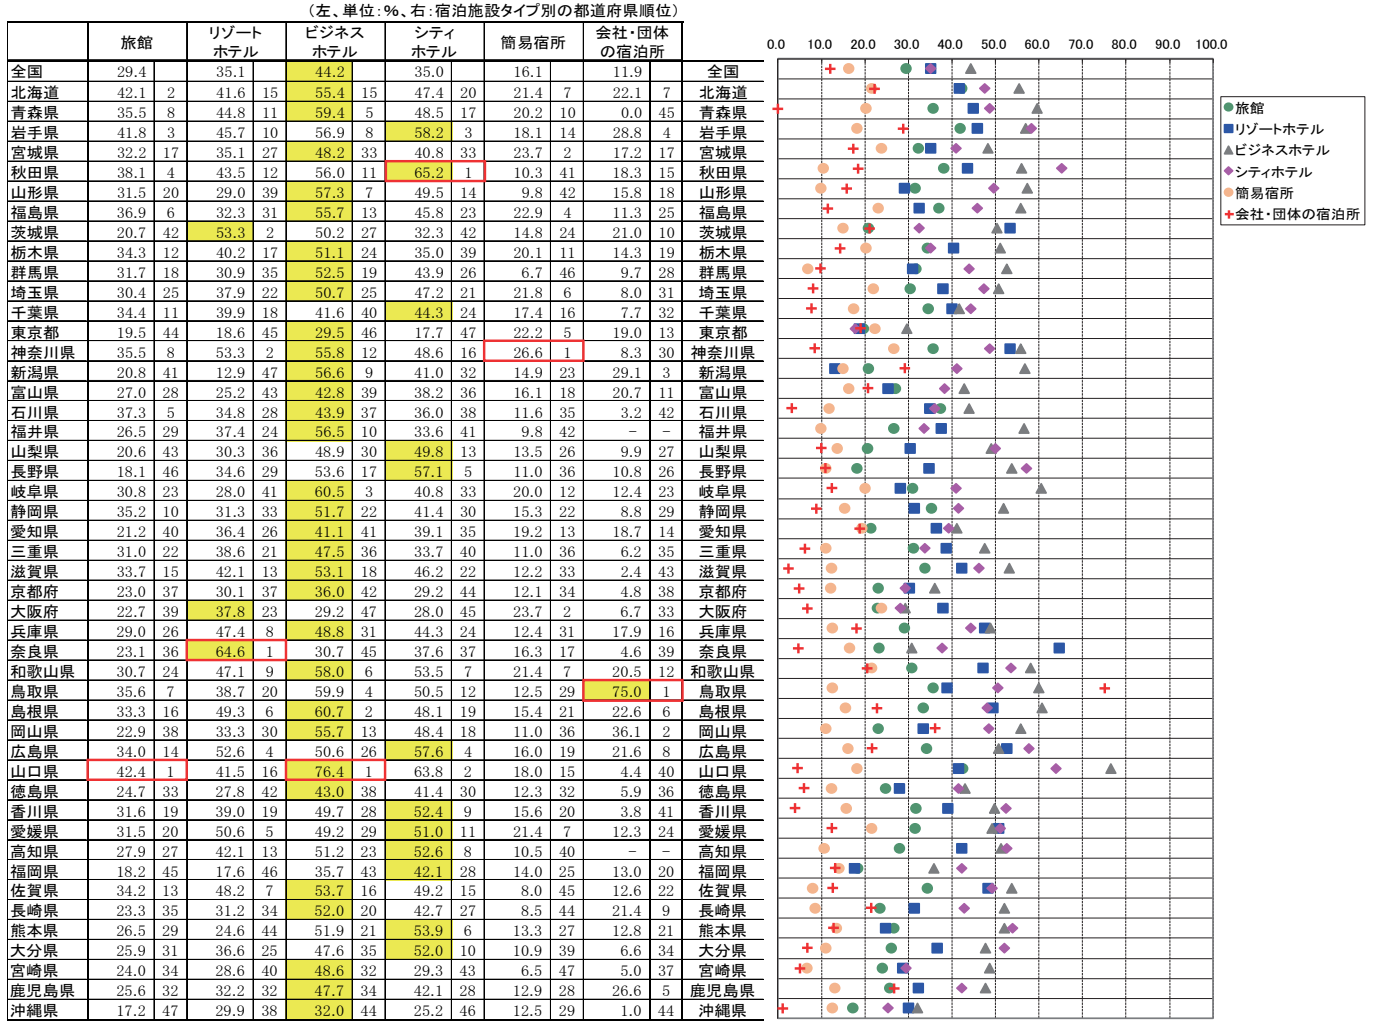 (左、単位:%、右:宿泊施設タイプ別の都道府県順位)
旅館 リゾートホテル ビジネスホテル シティホテル 簡易宿所 会社・団体の宿泊所
0.0 10.0 20.0 30.0 40.0 50.0 60.0 70.0 80.0 90.0 100.0
全国 29.4 35.1 44.2 35.0 16.1 11.9 全国
北海道 42.1 2 41.6 15 55.4 15 47.4 20 21.4 7 22.1 7 北海道
青森県 35.5 8 44.8 11 59.4 5 48.5 17 20.2 10 0.0 45 青森県
岩手県 41.8 3 45.7 10 56.9 8 58.2 3 18.1 14 28.8 4 岩手県
宮城県 32.2 17 35.1 27 48.2 33 40.8 33 23.7 2 17.2 17 宮城県
秋田県 38.1 4 43.5 12 56.0 11 65.2 1 10.3 41 18.3 15 秋田県
山形県 31.5 20 29.0 39 57.3 7 49.5 14 9.8 42 15.8 18 山形県
福島県 36.9 6 32.3 31 55.7 13 45.8 23 22.9 4 11.3 25 福島県
茨城県 20.7 42 53.3 2 50.2 27 32.3 42 14.8 24 21.0 10 茨城県
栃木県 34.3 12 40.2 17 51.1 24 35.0 39 20.1 11 14.3 19 栃木県
群馬県 31.7 18 30.9 35 52.5 19 43.9 26 6.7 46 9.7 28 群馬県
埼玉県 30.4 25 37.9 22 50.7 25 47.2 21 21.8 6 8.0 31 埼玉県
千葉県 34.4 11 39.9 18 41.6 40 44.3 24 17.4 16 7.7 32 千葉県
東京都 19.5 44 18.6 45 29.5 46 17.7 47 22.2 5 19.0 13 東京都
神奈川県 35.5 8 53.3 2 55.8 12 48.6 16 26.6 1 8.3 30 神奈川県
新潟県 20.8 41 12.9 47 56.6 9 41.0 32 14.9 23 29.1 3 新潟県
富山県 27.0 28 25.2 43 42.8 39 38.2 36 16.1 18 20.7 11 富山県
石川県 37.3 5 34.8 28 43.9 37 36.0 38 11.6 35 3.2 42 石川県
福井県 26.5 29 37.4 24 56.5 10 33.6 41 9.8 42 － － 福井県
山梨県 20.6 43 30.3 36 48.9 30 49.8 13 13.5 26 9.9 27 山梨県
長野県 18.1 46 34.6 29 53.6 17 57.1 5 11.0 36 10.8 26 長野県
岐阜県 30.8 23 28.0 41 60.5 3 40.8 33 20.0 12 12.4 23 岐阜県
静岡県 35.2 10 31.3 33 51.7 22 41.4 30 15.3 22 8.8 29 静岡県
愛知県 21.2 40 36.4 26 41.1 41 39.1 35 19.2 13 18.7 14 愛知県
三重県 31.0 22 38.6 21 47.5 36 33.7 40 11.0 36 6.2 35 三重県
滋賀県 33.7 15 42.1 13 53.1 18 46.2 22 12.2 33 2.4 43 滋賀県
京都府 23.0 37 30.1 37 36.0 42 29.2 44 12.1 34 4.8 38 京都府
大阪府 22.7 39 37.8 23 29.2 47 28.0 45 23.7 2 6.7 33 大阪府
兵庫県 29.0 26 47.4 8 48.8 31 44.3 24 12.4 31 17.9 16 兵庫県
奈良県 23.1 36 64.6 1 30.7 45 37.6 37 16.3 17 4.6 39 奈良県
和歌山県 30.7 24 47.1 9 58.0 6 53.5 7 21.4 7 20.5 12 和歌山県
鳥取県 35.6 7 38.7 20 59.9 4 50.5 12 12.5 29 75.0 1 鳥取県
島根県 33.3 16 49.3 6 60.7 2 48.1 19 15.4 21 22.6 6 島根県
岡山県 22.9 38 33.3 30 55.7 13 48.4 18 11.0 36 36.1 2 岡山県
広島県 34.0 14 52.6 4 50.6 26 57.6 4 16.0 19 21.6 8 広島県
山口県 42.4 1 41.5 16 76.4 1 63.8 2 18.0 15 4.4 40 山口県
徳島県 24.7 33 27.8 42 43.0 38 41.4 30 12.3 32 5.9 36 徳島県
香川県 31.6 19 39.0 19 49.7 28 52.4 9 15.6 20 3.8 41 香川県
愛媛県 31.5 20 50.6 5 49.2 29 51.0 11 21.4 7 12.3 24 愛媛県
高知県 27.9 27 42.1 13 51.2 23 52.6 8 10.5 40 － － 高知県
福岡県 18.2 45 17.6 46 35.7 43 42.1 28 14.0 25 13.0 20 福岡県
佐賀県 34.2 13 48.2 7 53.7 16 49.2 15 8.0 45 12.6 22 佐賀県
長崎県 23.3 35 31.2 34 52.0 20 42.7 27 8.5 44 21.4 9 長崎県
熊本県 26.5 29 24.6 44 51.9 21 53.9 6 13.3 27 12.8 21 熊本県
大分県 25.9 31 36.6 25 47.6 35 52.0 10 10.9 39 6.6 34 大分県
宮崎県 24.0 34 28.6 40 48.6 32 29.3 43 6.5 47 5.0 37 宮崎県
鹿児島県 25.6 32 32.2 32 47.7 34 42.1 28 12.9 28 26.6 5 鹿児島県
沖縄県 17.2 47 29.9 38 32.0 44 25.2 46 12.5 29 1.0 44 沖縄県
旅館
リゾートホテル
ビジネスホテル
シティホテル
簡易宿所
会社・団体の宿泊所